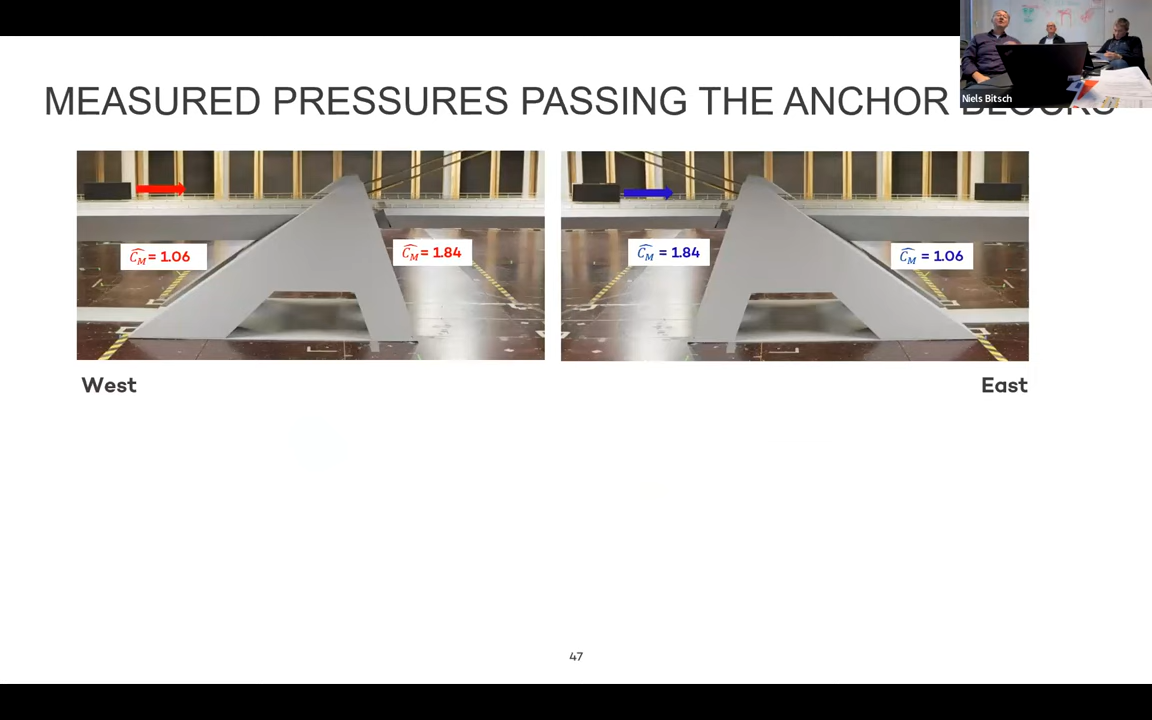 MEASURED PRESSURES PASSING THE ANCHOR BLOCKS
Niels Bitsch
C_M = 1.06
C_M = 1.84
C_M = 1.84
C_M = 1.06
West
East
47